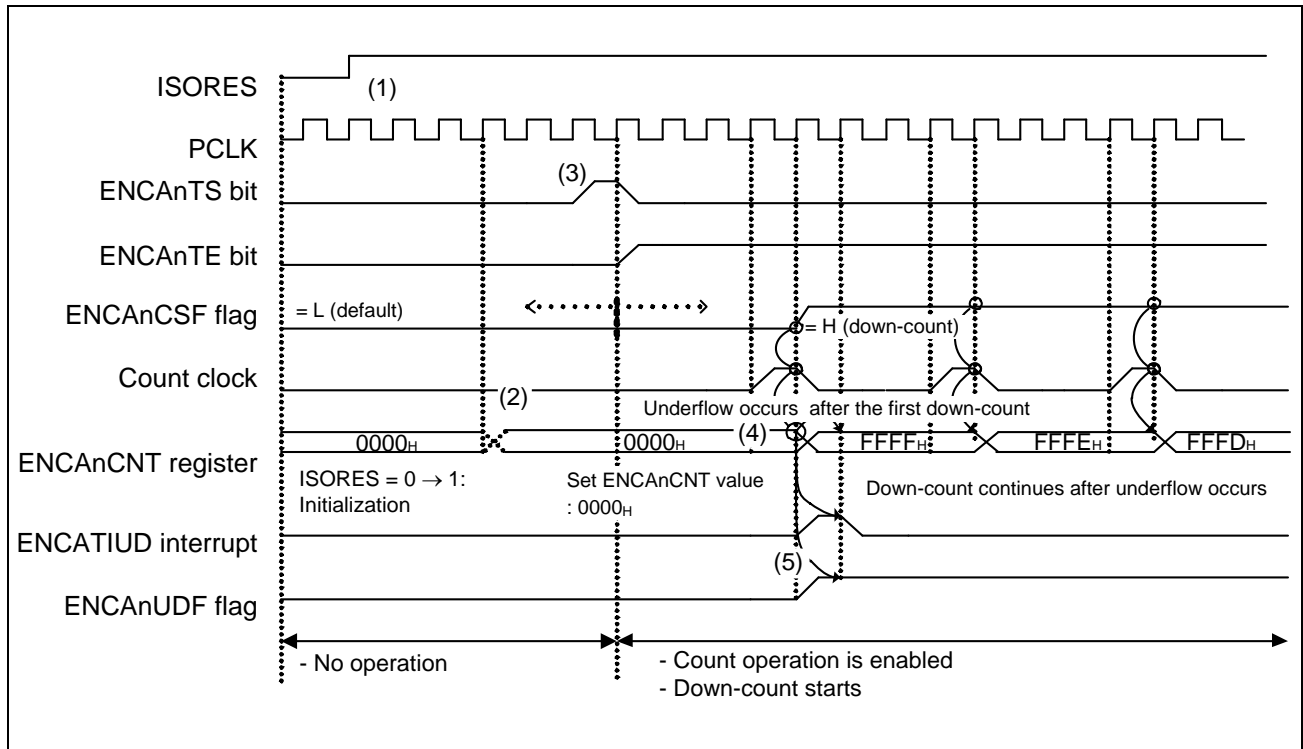 ISORES
(1)
PCLK
ENCAnTS bit
(3)
ENCAnTE bit
ENCAnCSF flag
= L (default)
= H (down-count)
Count clock
(2)
Underflow occurs after the first down-count
ENCAnCNT register
0000H
0000H
(4)
FFFFH
FFFEH
FFFDH
ISORES = 0 → 1:
Initialization
Set ENCAnCNT value
: 0000H
Down-count continues after underflow occurs
ENCATIUD interrupt
(5)
ENCAnUDF flag
- No operation
- Count operation is enabled
- Down-count starts